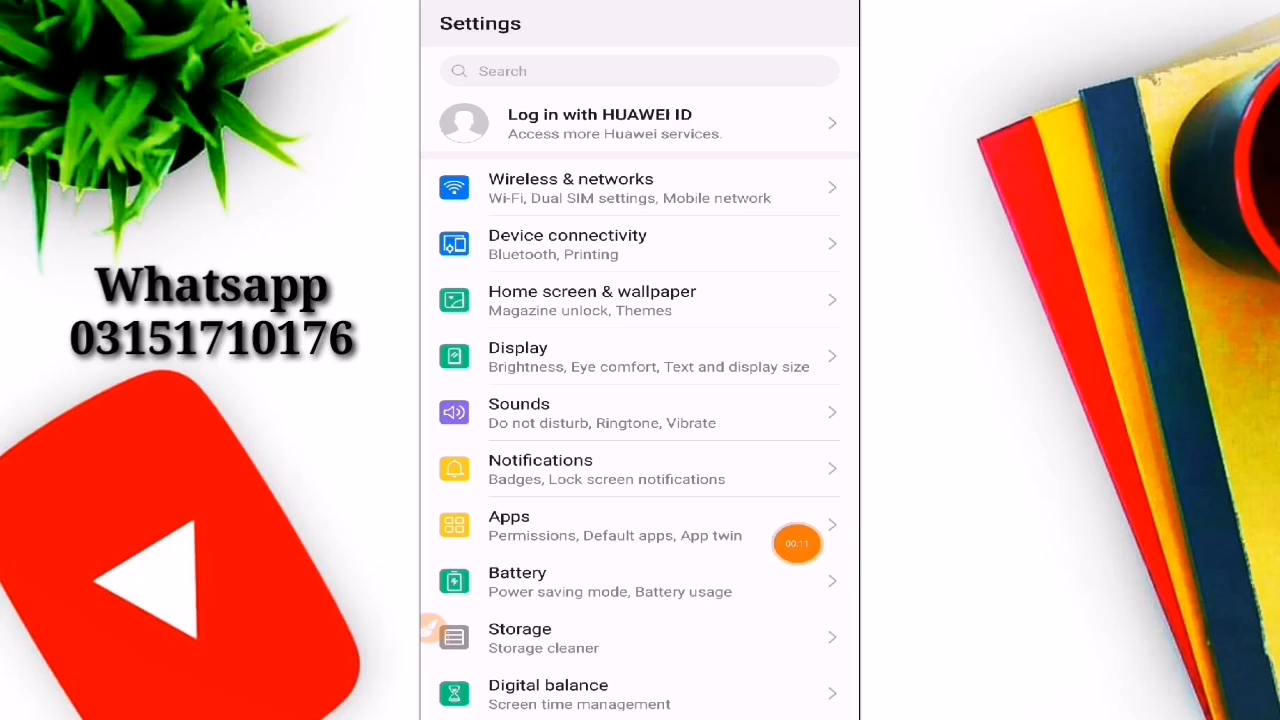 Whatsapp
03151710176
Settings
Search
Log in with HUAWEI ID
Access more Huawei services.
Wireless & networks
Wi-Fi, Dual SIM settings, Mobile network
Device connectivity
Bluetooth, Printing
Home screen & wallpaper
Magazine unlock, Themes
Display
Brightness, Eye comfort, Text and display size
Sounds
Do not disturb, Ringtone, Vibrate
Notifications
Badges, Lock screen notifications
Apps
Permissions, Default apps, App twin
00:11
Battery
Power saving mode, Battery usage
Storage
Storage cleaner
Digital balance
Screen time management